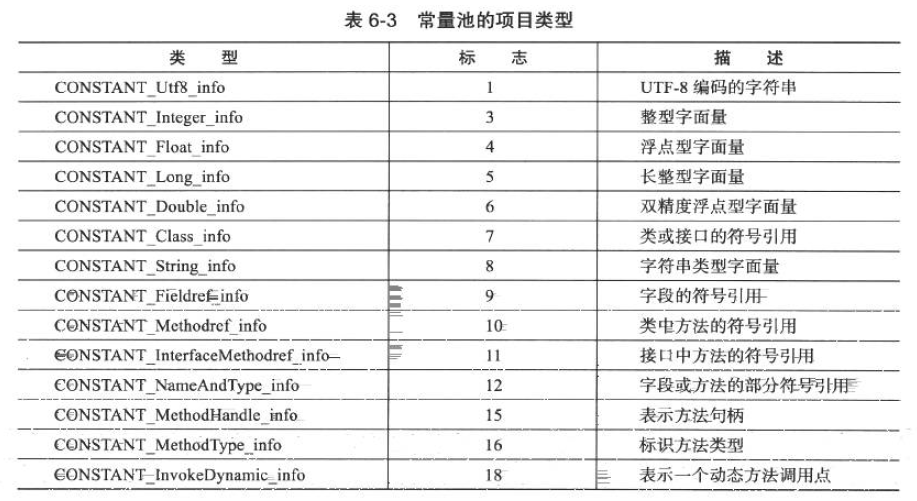 表 6-3 常量池的项目类型
类 型 标 志 描 述
CONSTANT_Utf8_info 1 UTF-8 编码的字符串
CONSTANT_Integer_info 3 整型字面量
CONSTANT_Float_info 4 浮点型字面量
CONSTANT_Long_info 5 长整型字面量
CONSTANT_Double_info 6 双精度浮点型字面量
CONSTANT_Class_info 7 类或接口的符号引用
CONSTANT_String_info 8 字符串类型字面量
CONSTANT_Fieldref_info 9 字段的符号引用
CONSTANT_Methodref_info 10 类中方法的符号引用
CONSTANT_InterfaceMethodref_info 11 接口中方法的符号引用
CONSTANT_NameAndType_info 12 字段或方法的部分符号引用
CONSTANT_MethodHandle_info 15 表示方法句柄
CONSTANT_MethodType_info 16 标识方法类型
CONSTANT_InvokeDynamic_info 18 表示一个动态方法调用点